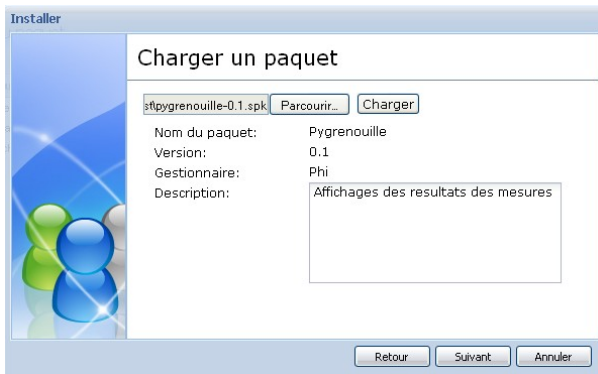 Installer
Charger un paquet
st\pygrenouille-0.1.spk Parcourir... Charger
Nom du paquet: Pygrenouille
Version: 0.1
Gestionnaire: Phi
Description: Affichages des resultats des mesures
Retour Suivant Annuler